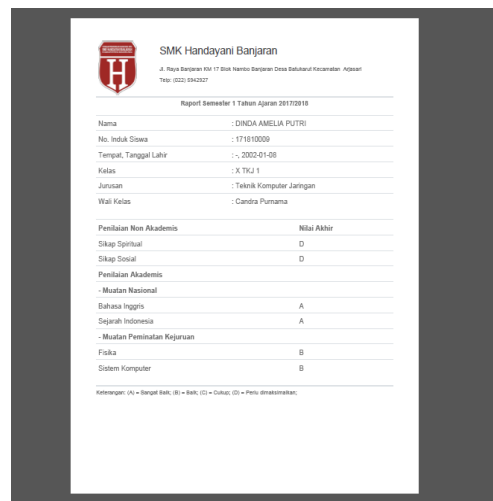 SMK Handayani Banjaran
JL. Raya Banjaran KM 17 Blok Nambo Banjaran Desa Batukarut Kecamatan Arjasari
Telp: (022) 5942527
Raport Semester 1 Tahun Ajaran 2017/2018
Nama : DINDA AMELIA PUTRI
No. Induk Siswa : 171810009
Tempat, Tanggal Lahir : -, 2002-01-08
Kelas : X TKJ 1
Jurusan : Teknik Komputer Jaringan
Wali Kelas : Candra Purnama
Penilaian Non Akademis Nilai Akhir
Sikap Spiritual D
Sikap Sosial D
Penilaian Akademis
- Muatan Nasional
Bahasa Inggris A
Sejarah Indonesia A
- Muatan Peminatan Kejuruan
Fisika B
Sistem Komputer B
Keterangan: (A) = Sangat Baik; (B) = Baik; (C) = Cukup; (D) = Perlu dimaksimalkan;